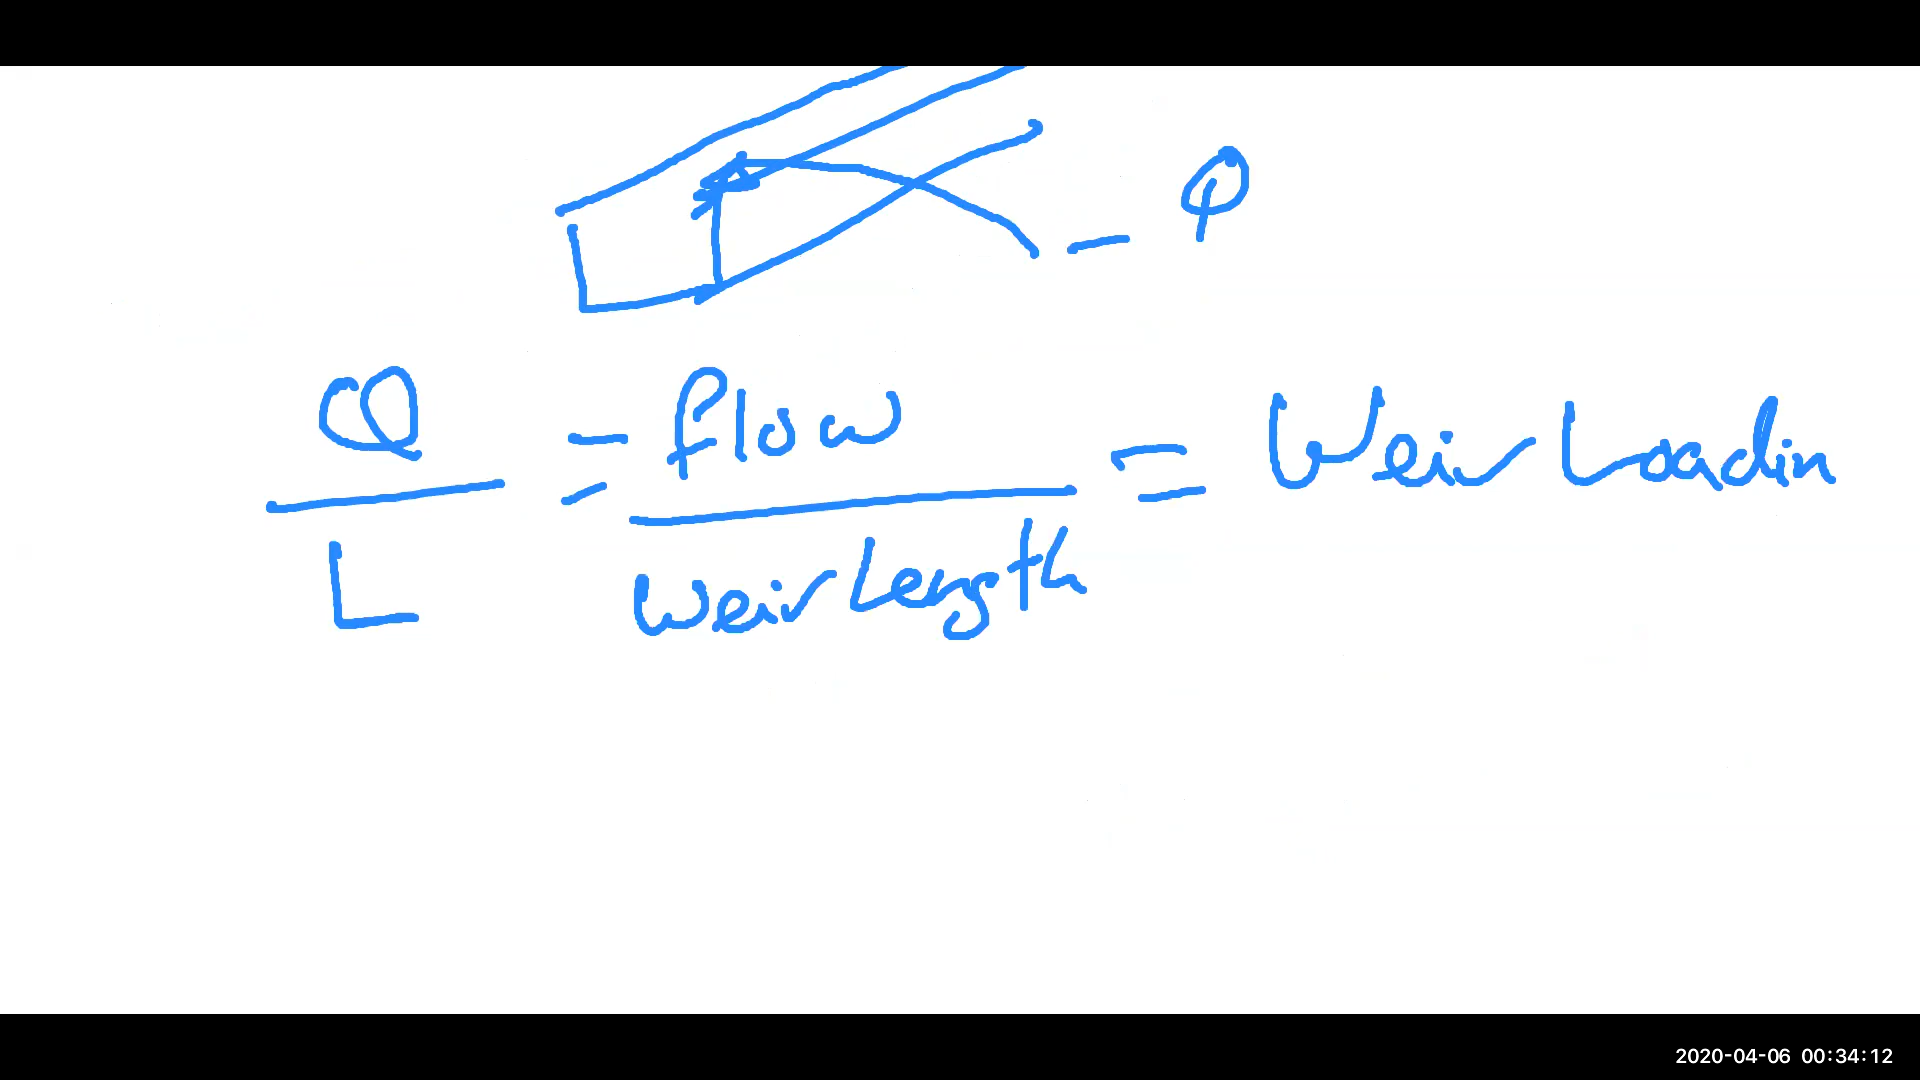 Q
Q = flow = Weir Loadin
L weir Length
2020-04-06 00:34:12